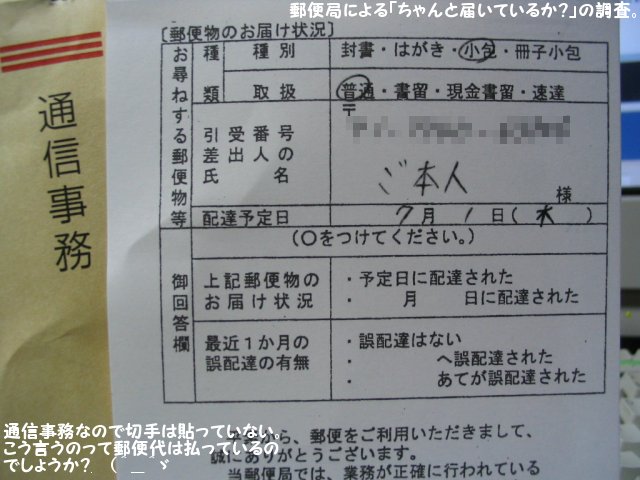 郵便局による「ちゃんと届いているか?」の調査。
通信事務
[郵便物のお届け状況]
お尋ねする郵便物等
種類
種別
封書・はがき・小包・冊子小包
取扱
普通・書留・現金書留・速達
引受番号
差出人の
氏名
〒
ご本人
様
配達予定日
7月1日(水)
(○をつけてください。)
御回答欄
上記郵便物の
お届け状況
・予定日に配達された
・ 月 日に配達された
最近1か月の
誤配達の有無
・誤配達はない
・ へ誤配達された
・ あてが誤配達された
から、郵便をご利用いただきまして、
誠にありがとうございます。
当郵便局では、業務が正確に行われている
通信事務なので切手は貼っていない。
こう言うのって郵便代は払っているの
でしょうか?